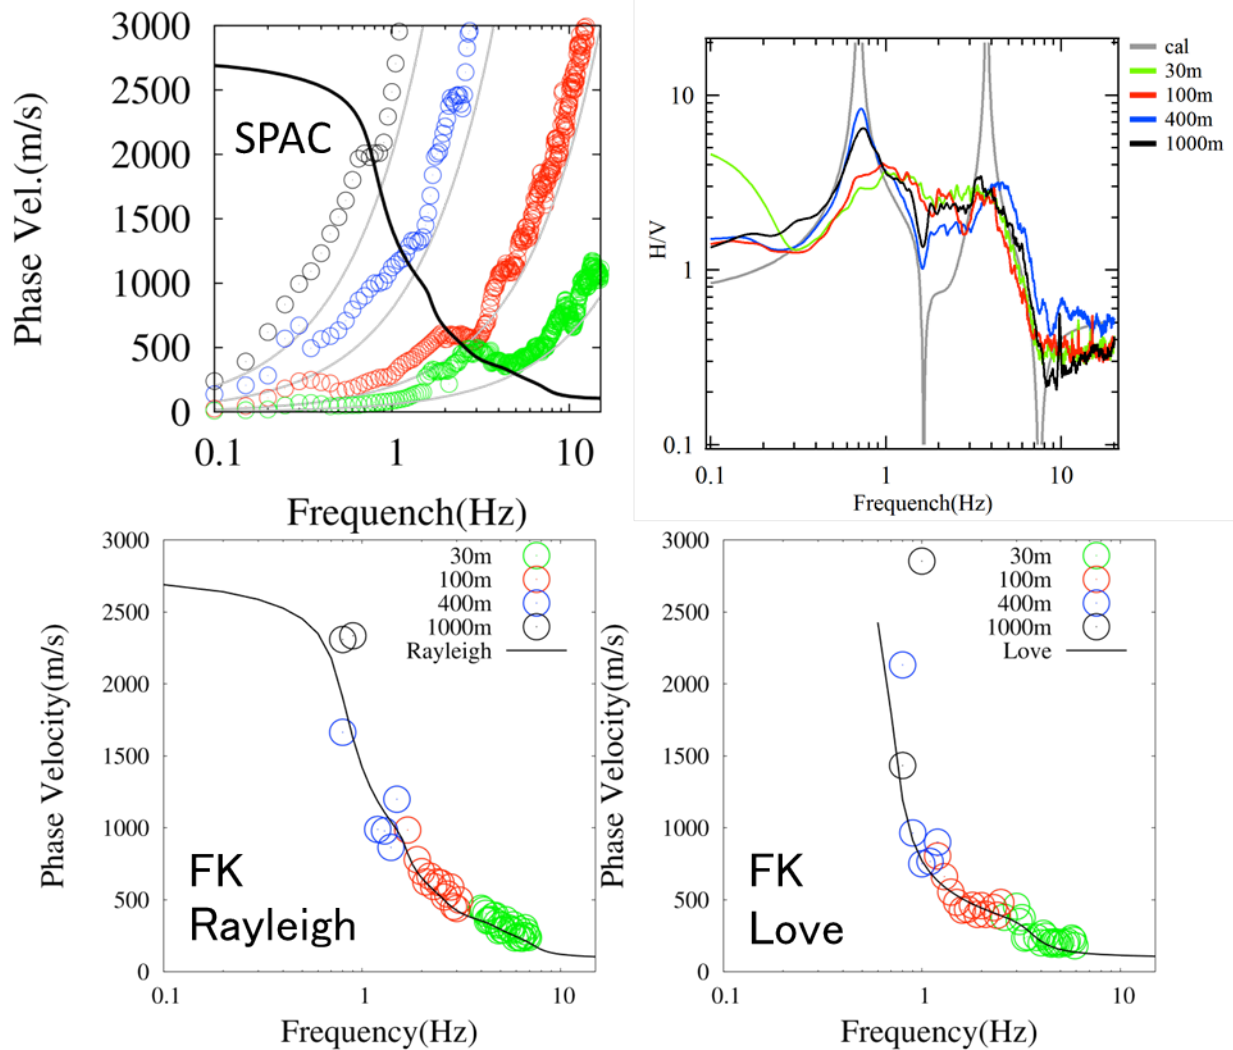 3000
2500
2000
1500
1000
500
0
Phase Vel.(m/s)
SPAC
0.1
1
10
Frequench(Hz)
10
1
0.1
H/V
cal
30m
100m
400m
1000m
0.1
1
10
Frequench(Hz)
3000
2500
2000
1500
1000
500
0
Phase Velocity(m/s)
30m
100m
400m
1000m
Rayleigh
FK
Rayleigh
0.1
1
10
Frequency(Hz)
3000
2500
2000
1500
1000
500
0
Phase Velocity(m/s)
30m
100m
400m
1000m
Love
FK
Love
0.1
1
10
Frequency(Hz)